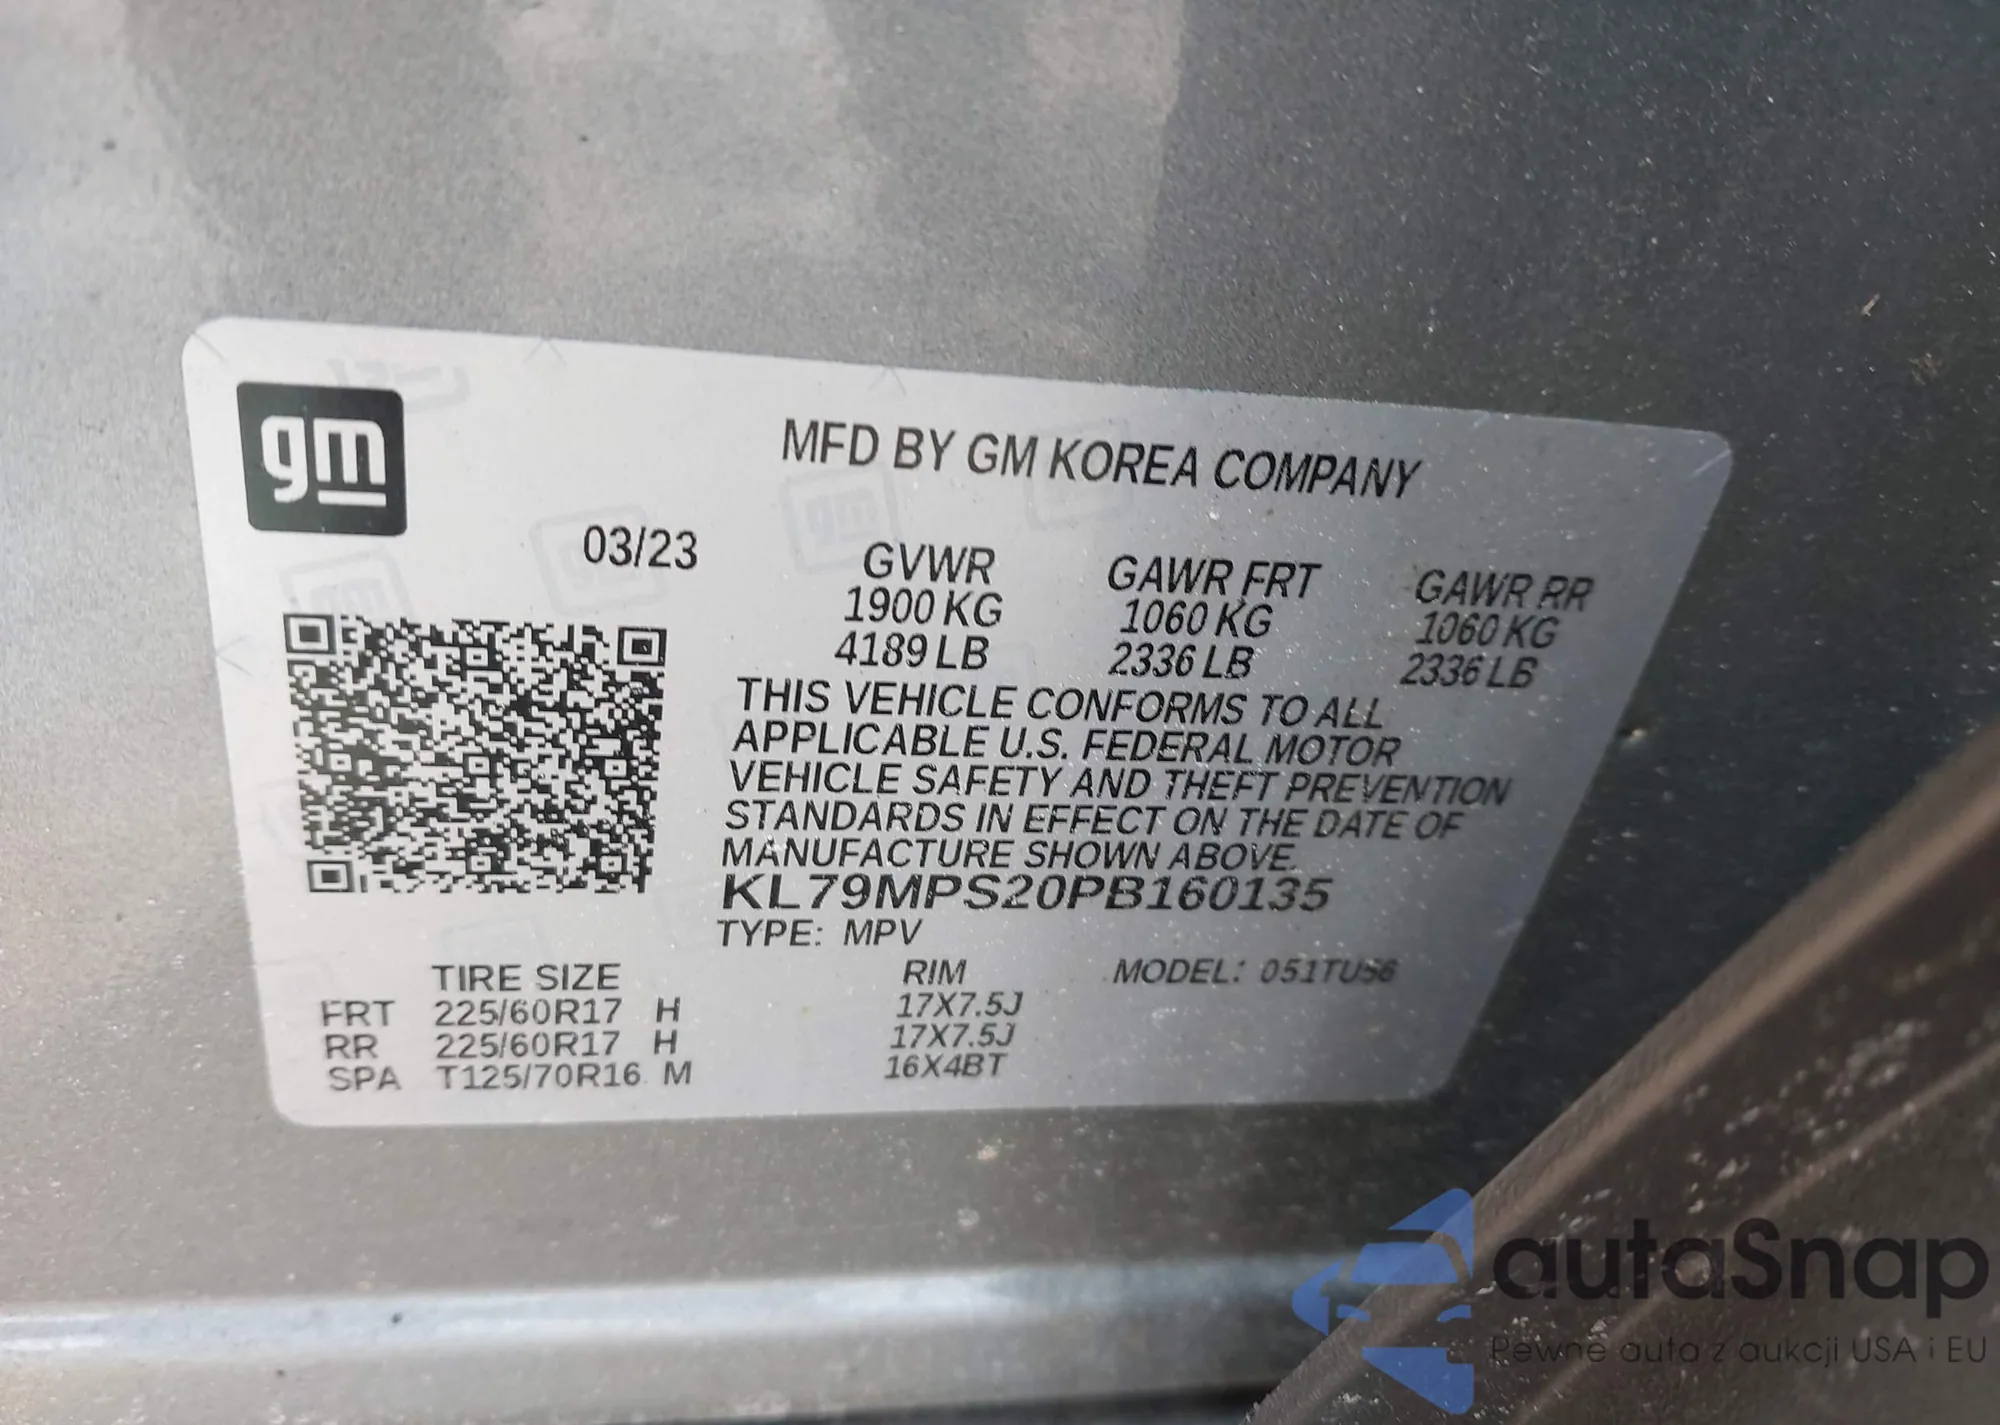 gm
MFD BY GM KOREA COMPANY
03/23
GVWR GAWR FRT GAWR RR
1900 KG 1060 KG 1060 KG
4189 LB 2336 LB 2336 LB
THIS VEHICLE CONFORMS TO ALL
APPLICABLE U.S. FEDERAL MOTOR
VEHICLE SAFETY AND THEFT PREVENTION
STANDARDS IN EFFECT ON THE DATE OF
MANUFACTURE SHOWN ABOVE.
KL79MPS20PB160135
TYPE: MPV
TIRE SIZE RIM MODEL: 051TU56
FRT 225/60R17 H 17X7.5J
RR 225/60R17 H 17X7.5J
SPA T125/70R16 M 16X4BT
autaSnap
Pewne auta z aukcji USA i EU